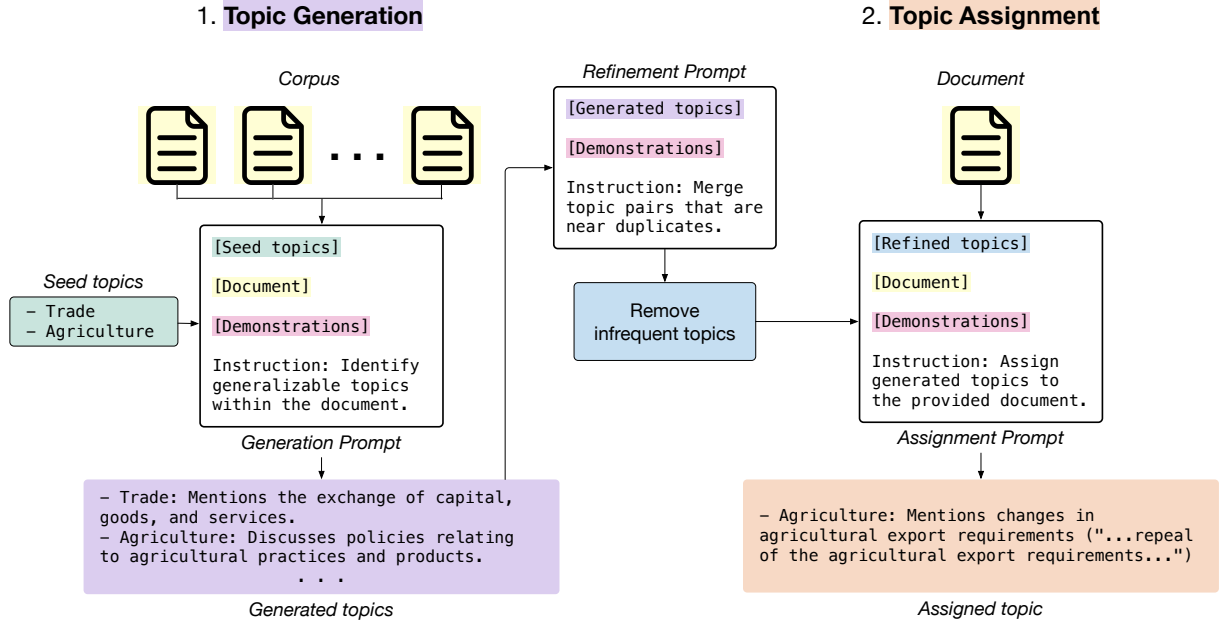 1. Topic Generation
Corpus
. . .
Seed topics
– Trade
– Agriculture
[Seed topics]
[Document]
[Demonstrations]
Instruction: Identify
generalizable topics
within the document.
Generation Prompt
– Trade: Mentions the exchange of capital,
goods, and services.
– Agriculture: Discusses policies relating
to agricultural practices and products.
. . .
Generated topics
Refinement Prompt
[Generated topics]
[Demonstrations]
Instruction: Merge
topic pairs that are
near duplicates.
Remove
infrequent topics
2. Topic Assignment
Document
[Refined topics]
[Document]
[Demonstrations]
Instruction: Assign
generated topics to
the provided document.
Assignment Prompt
– Agriculture: Mentions changes in
agricultural export requirements ("...repeal
of the agricultural export requirements...")
Assigned topic